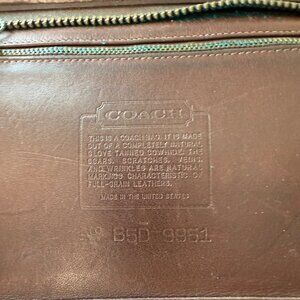 COACH
THIS IS A COACH BAG. IT IS MADE
OUT OF A COMPLETELY NATURAL
GLOVE TANNED COWHIDE. THE
SCARS, SCRATCHES, VEINS
AND WRINKLES ARE NATURAL
MARKINGS CHARACTERISTIC OF
FULL-GRAIN LEATHERS.
MADE IN THE UNITED STATES
Nº B5D-9951